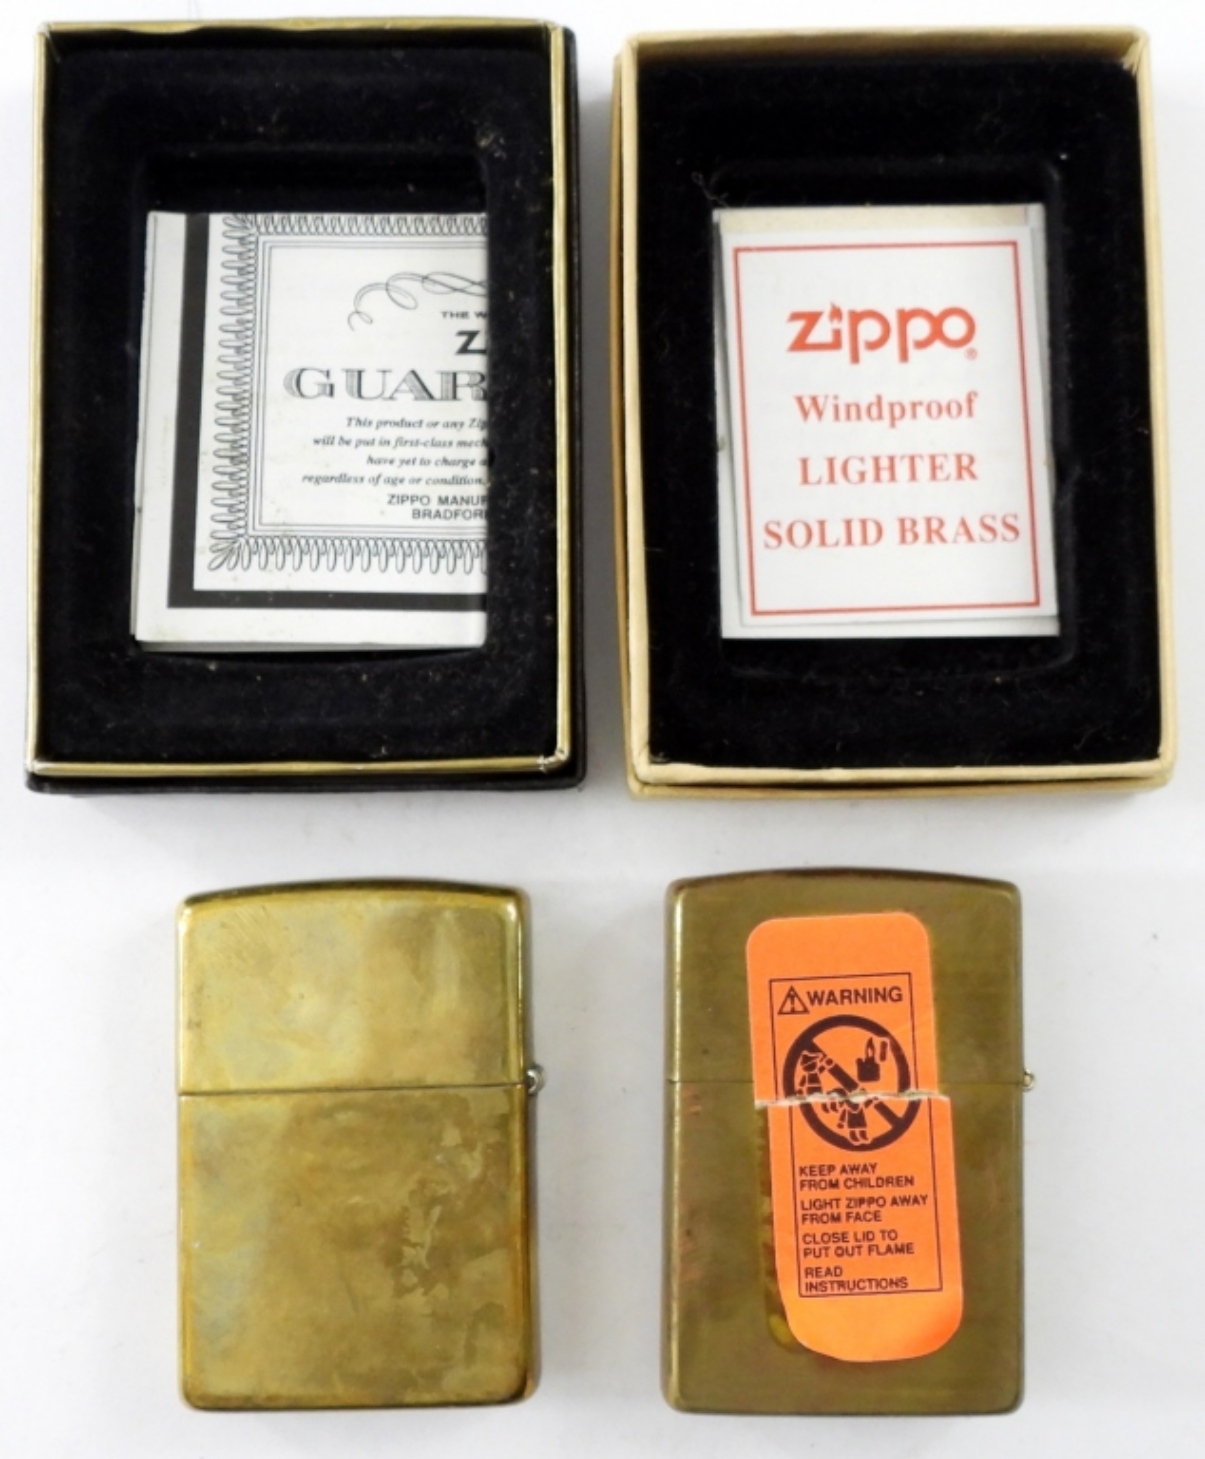 THE
Z
GUAR
This product or any Zip
will be put in first-class mech
have yet to charge a
regardless of age or condition.
ZIPPO MANUF
BRADFOR
Zippo®
Windproof
LIGHTER
SOLID BRASS
⚠WARNING
KEEP AWAY
FROM CHILDREN
LIGHT ZIPPO AWAY
FROM FACE
CLOSE LID TO
PUT OUT FLAME
READ
INSTRUCTIONS